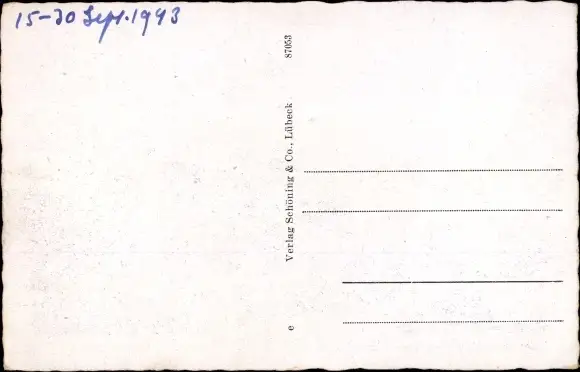 15-30 Sept. 1943
Verlag Schöning & Co., Lübeck
87053
e